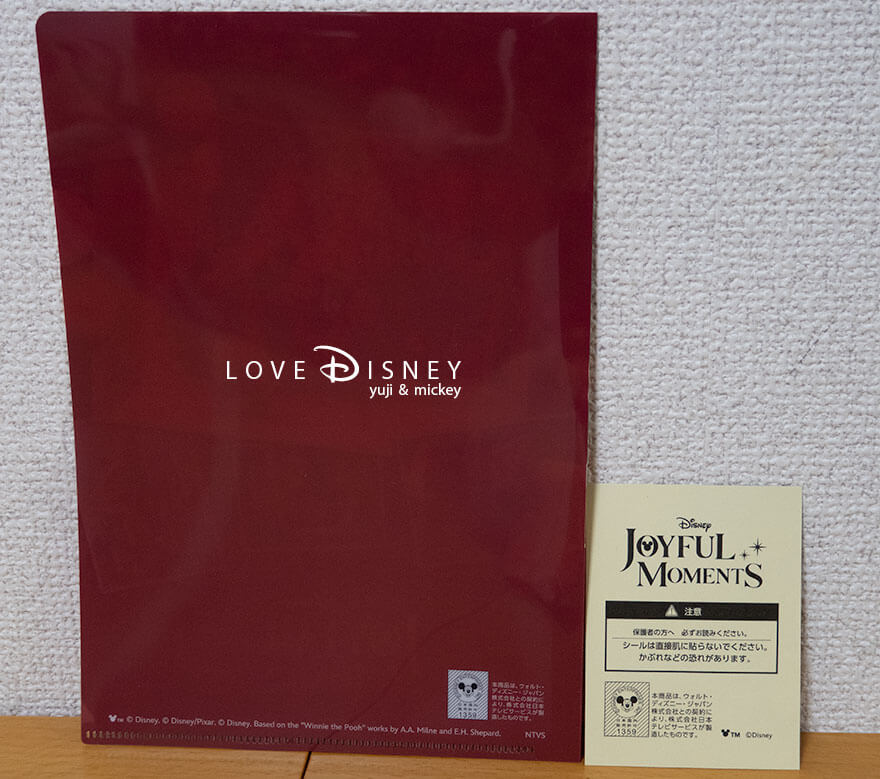 LOVE DISNEY
yuji & mickey
本商品は、ウォルト・
ディズニー・ジャパン
株式会社との契約に
より、株式会社日本
テレビサービスが製
造したものです。
1359
TM © Disney. © Disney/Pixar. © Disney. Based on the "Winnie the Pooh" works by A.A. Milne and E.H. Shepard.
NTVS
Disney
JOYFUL
MOMENTS
注意
保護者の方へ 必ずお読みください。
シールは直接肌に貼らないでください。
かぶれなどの恐れがあります。
本商品は、ウォルト・
ディズニー・ジャパン
株式会社との契約によ
り、株式会社日本
テレビサービスが製
造したものです。
1359
TM ©Disney